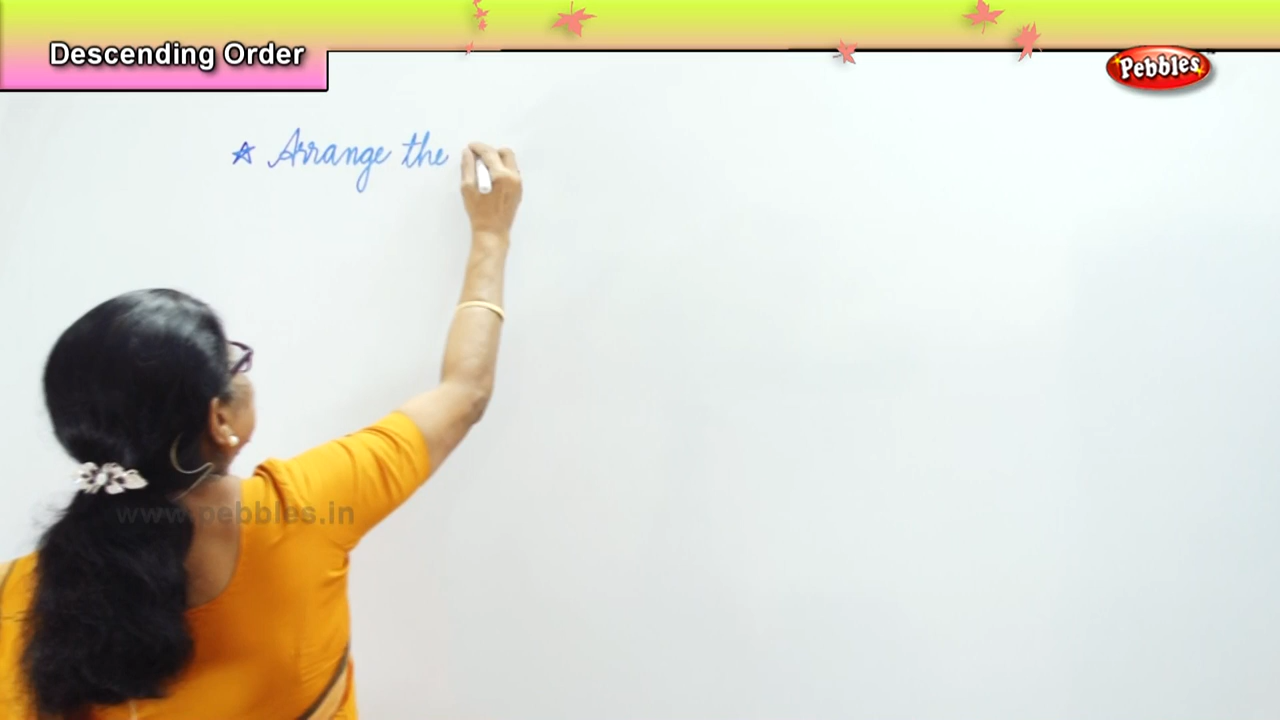 Descending Order
Pebbles
☆ Arrange the
www.pebbles.in